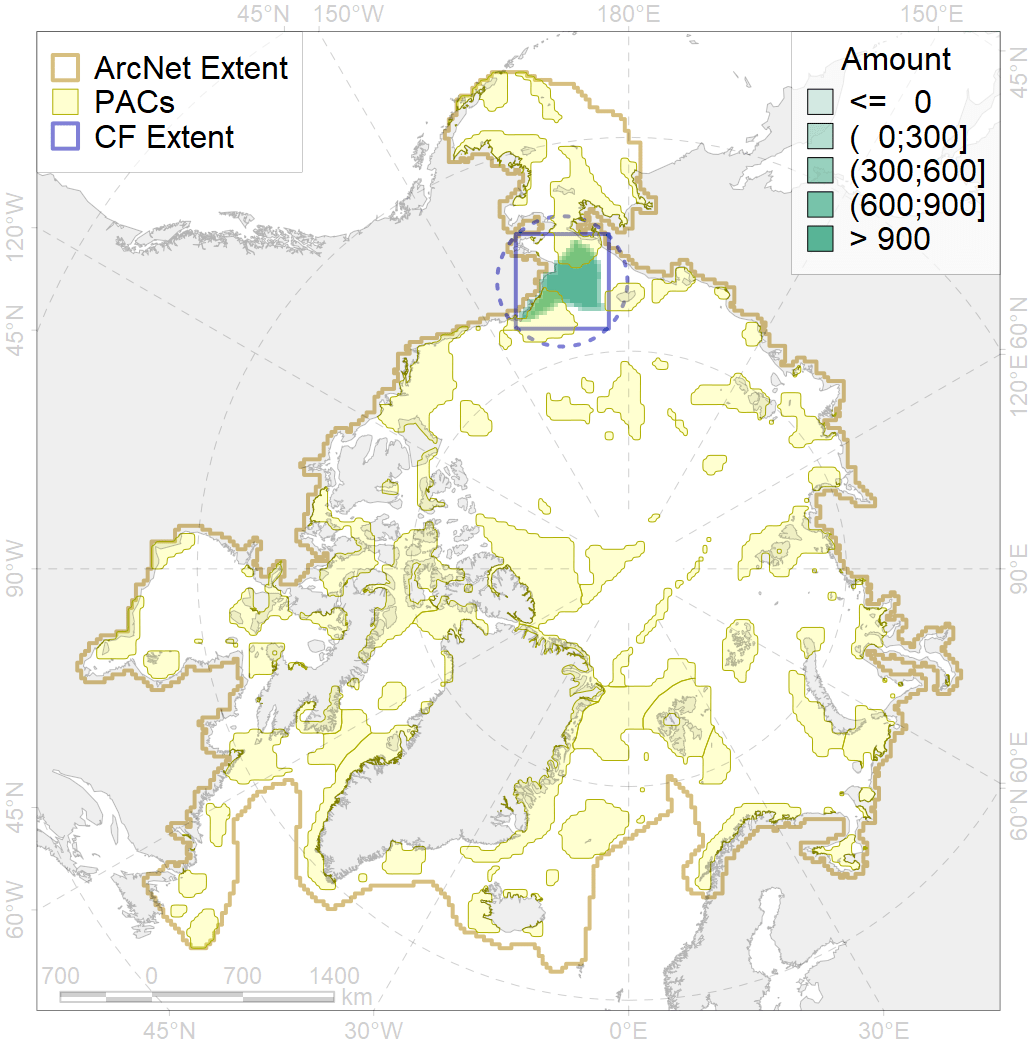 45°N 150°W 180°E 150°E
ArcNet Extent
PACs
CF Extent
Amount
<= 0
( 0;300]
(300;600]
(600;900]
> 900
45°N
120°W
45°N
90°W
45°N
60°W
60°N
120°E
90°E
60°E
60°N
700 0 700 1400
km
45°N 30°W 0°E 30°E